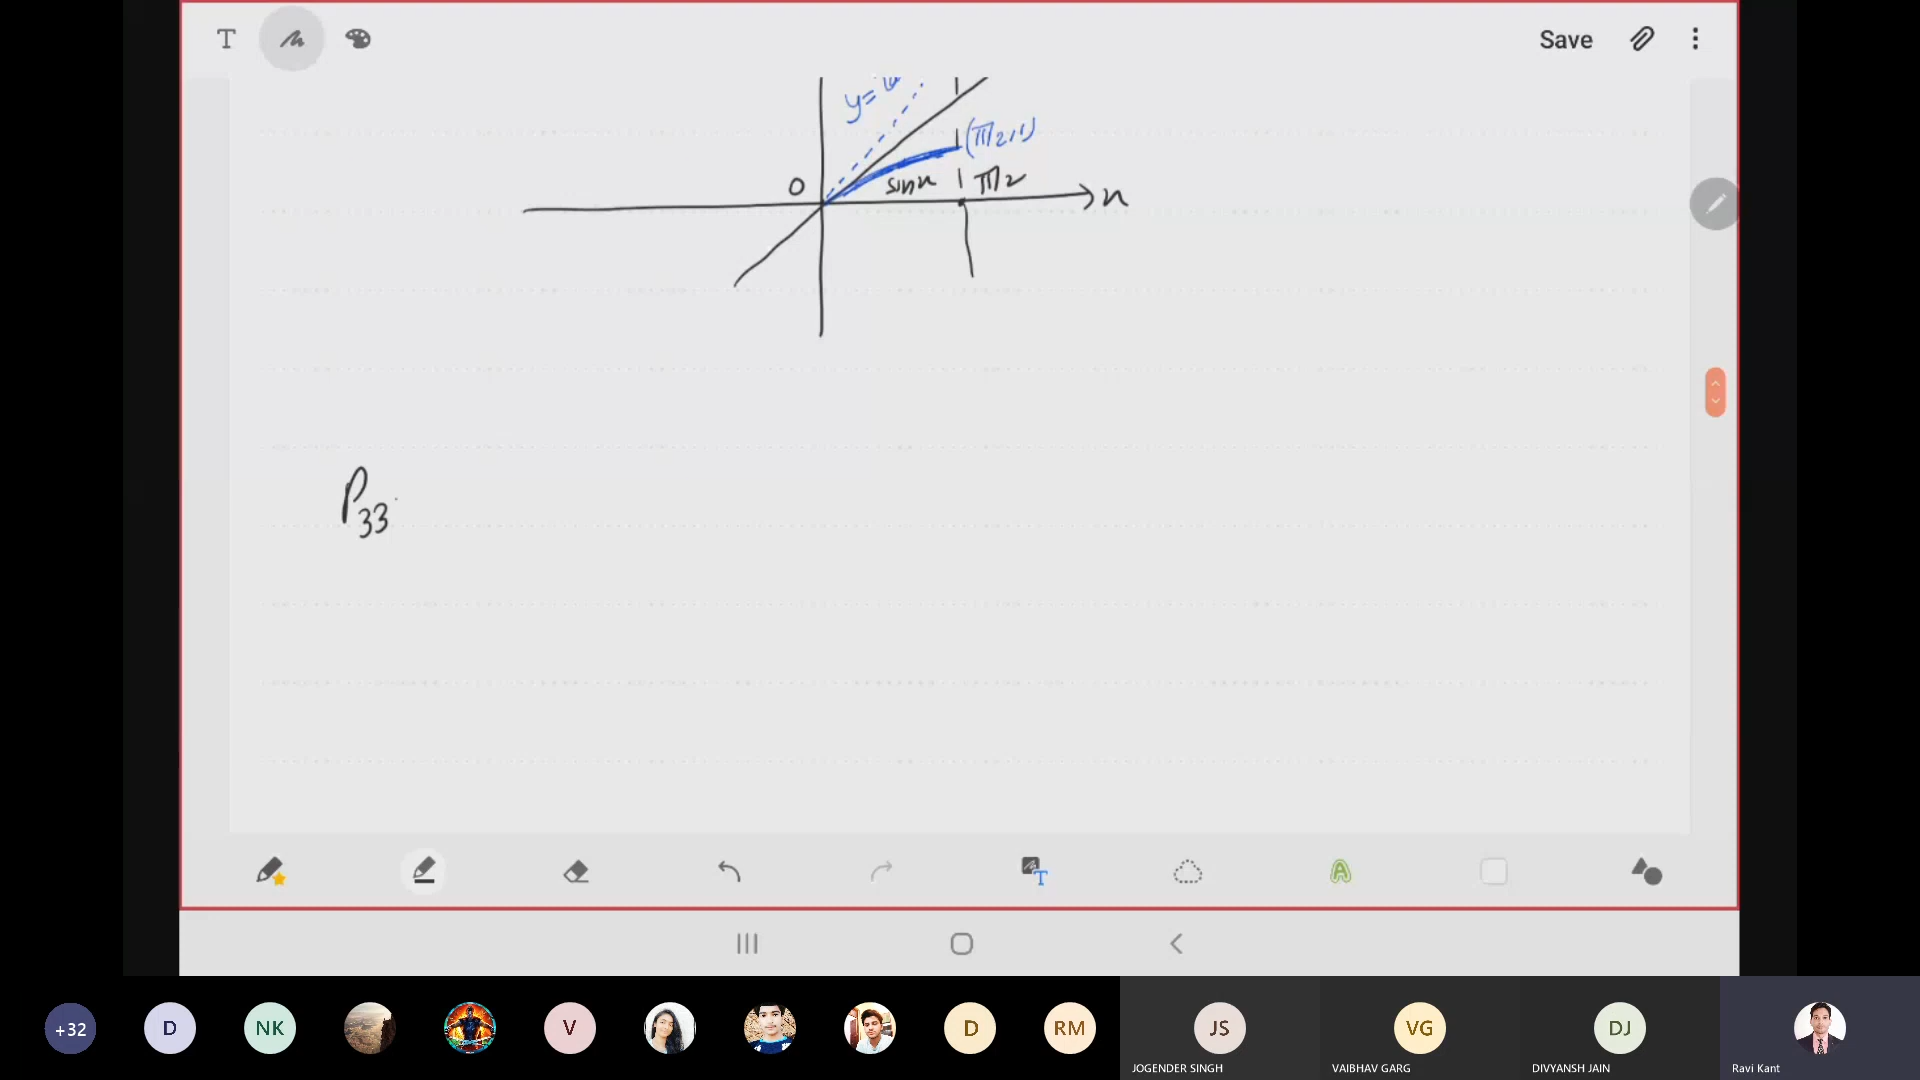 T
Save
y=
(π/2,1)
0
sinx
π/2
x
P33
T
A
+32
D
NK
V
D
RM
JS
VG
DJ
JOGENDER SINGH
VAIBHAV GARG
DIVYANSH JAIN
Ravi Kant